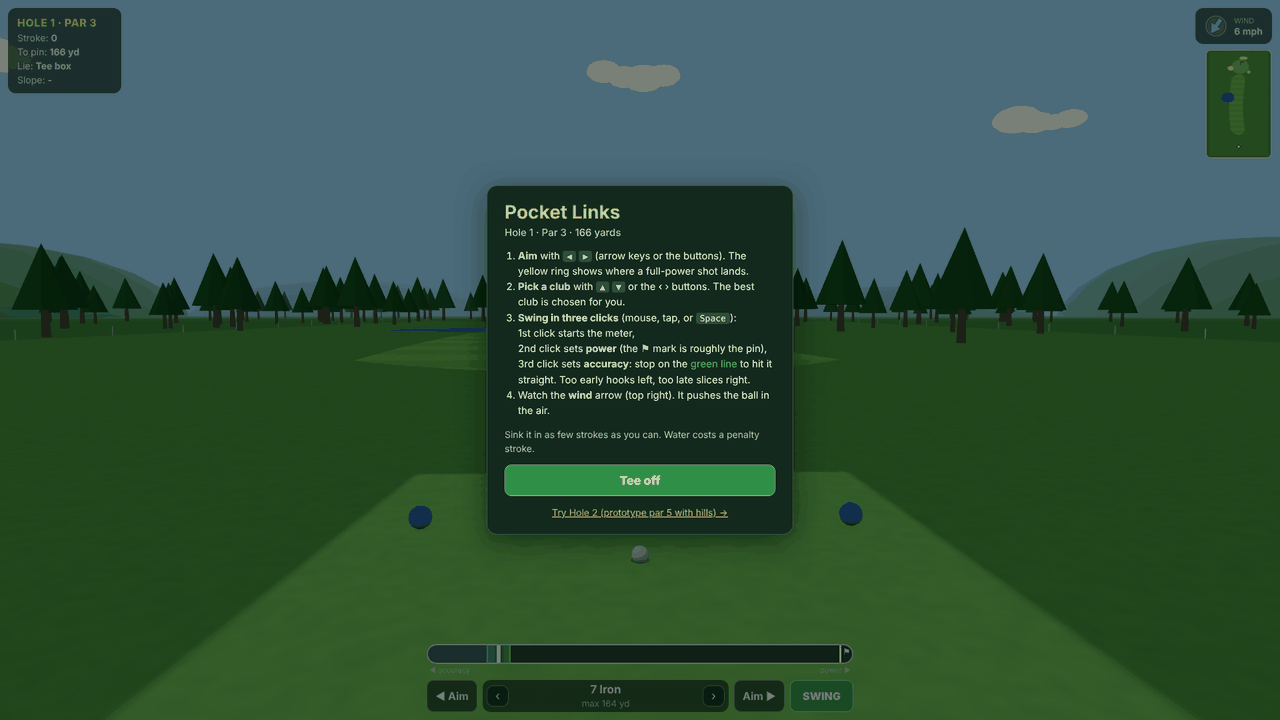 HOLE 1 · PAR 3
Stroke: 0
To pin: 166 yd
Lie: Tee box
Slope: -
WIND
6 mph
Pocket Links
Hole 1 · Par 3 · 166 yards
1. Aim with ◀ ▶ (arrow keys or the buttons). The
yellow ring shows where a full-power shot lands.
2. Pick a club with ▲ ▼ or the ‹ › buttons. The best
club is chosen for you.
3. Swing in three clicks (mouse, tap, or Space):
1st click starts the meter,
2nd click sets power (the ⚑ mark is roughly the pin),
3rd click sets accuracy: stop on the green line to hit it
straight. Too early hooks left, too late slices right.
4. Watch the wind arrow (top right). It pushes the ball in
the air.
Sink it in as few strokes as you can. Water costs a penalty
stroke.
Tee off
Try Hole 2 (prototype par 5 with hills) →
◀ accuracy
power ▶
◀ Aim
‹
7 Iron
max 164 yd
›
Aim ▶
SWING